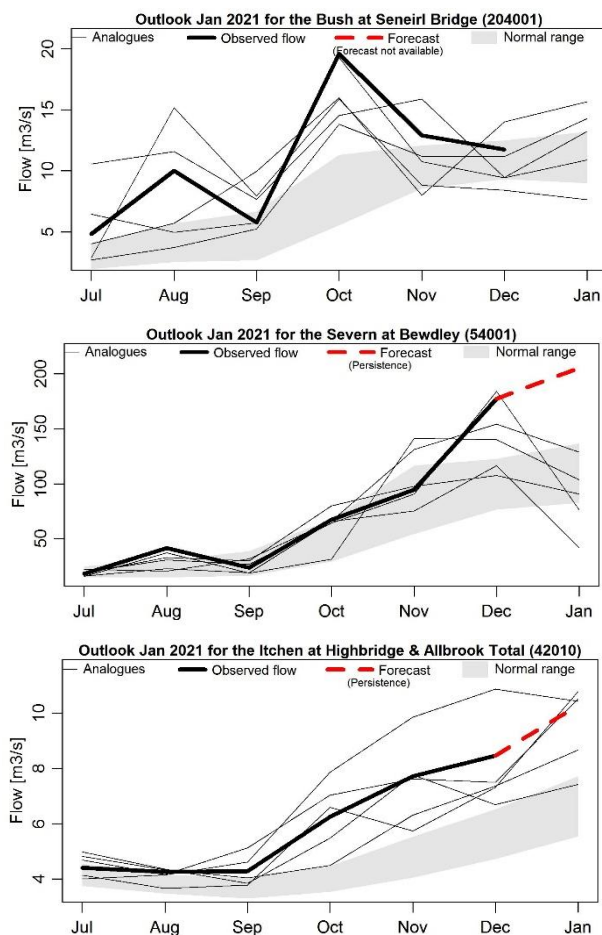 Outlook Jan 2021 for the Bush at Seneirl Bridge (204001)
Analogues Observed flow Forecast Normal range
(Forecast not available)
Flow [m3/s]
20
15
10
5
Jul Aug Sep Oct Nov Dec Jan
Outlook Jan 2021 for the Severn at Bewdley (54001)
Analogues Observed flow Forecast Normal range
(Persistence)
Flow [m3/s]
200
150
100
50
Jul Aug Sep Oct Nov Dec Jan
Outlook Jan 2021 for the Itchen at Highbridge & Allbrook Total (42010)
Analogues Observed flow Forecast Normal range
(Persistence)
Flow [m3/s]
10
8
6
4
Jul Aug Sep Oct Nov Dec Jan